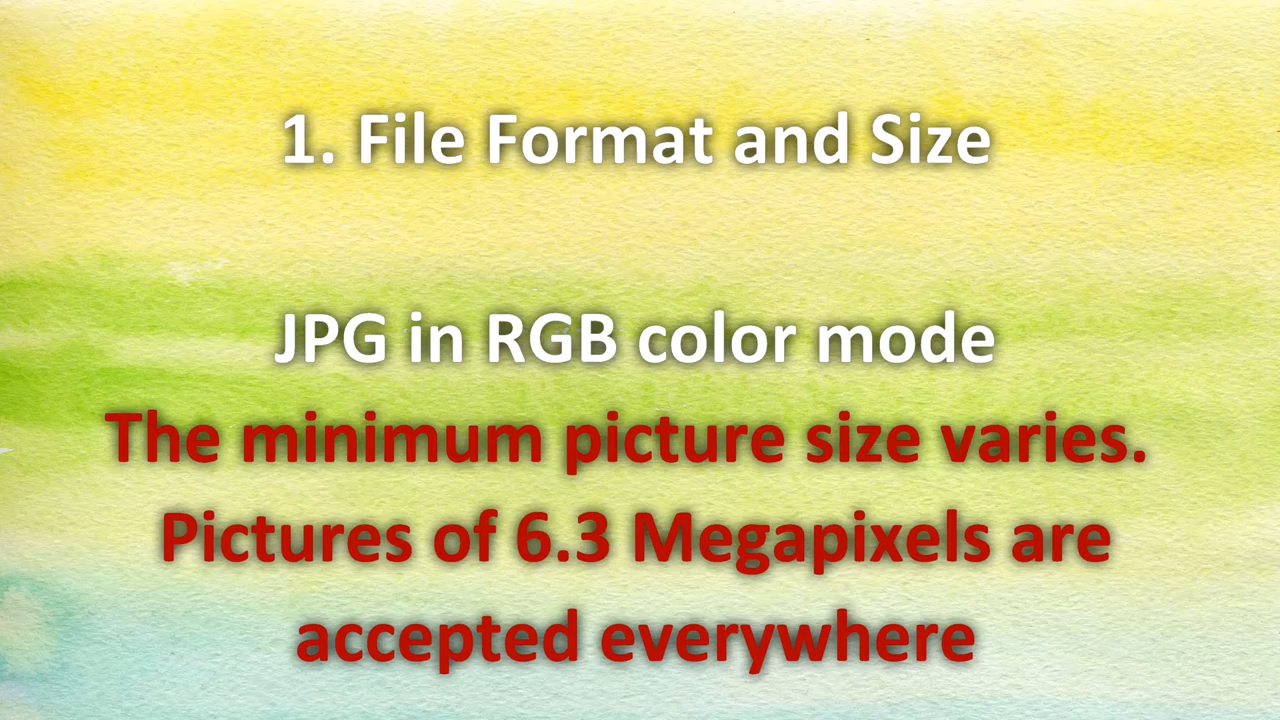 1. File Format and Size
JPG in RGB color mode
The minimum picture size varies.
Pictures of 6.3 Megapixels are
accepted everywhere